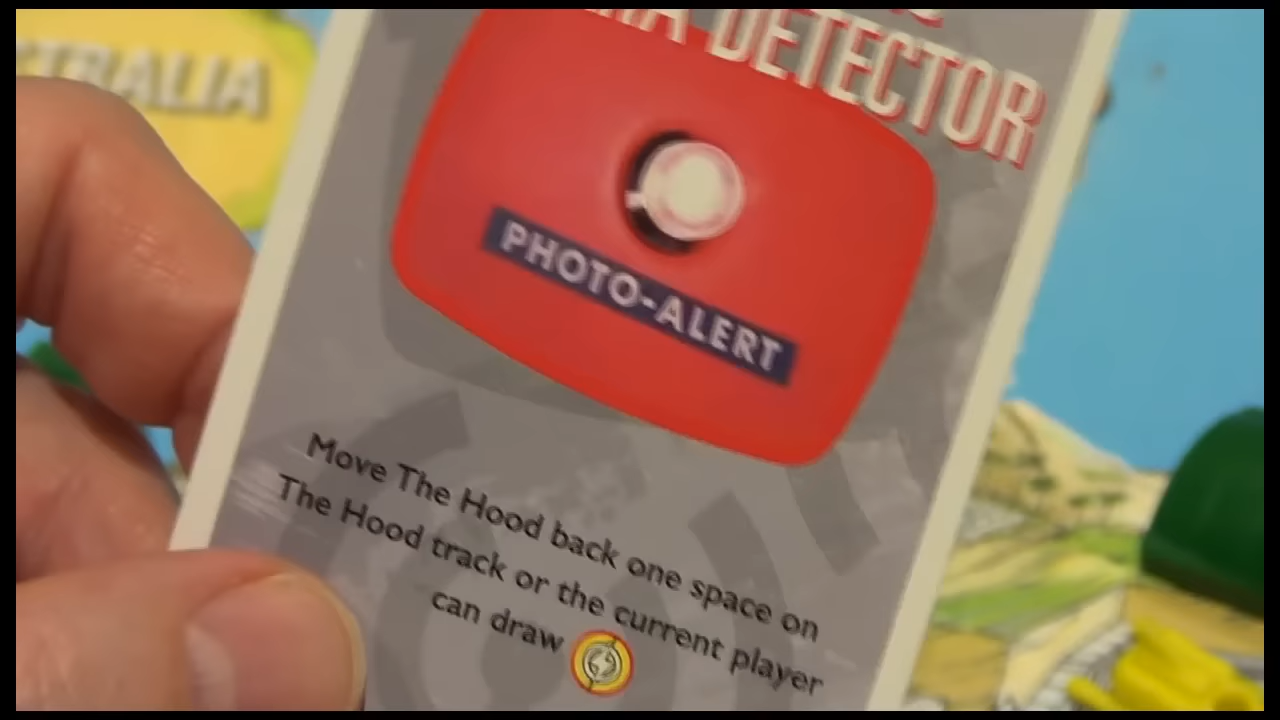 DETECTOR
PHOTO-ALERT
Move The Hood back one space on
The Hood track or the current player
can draw